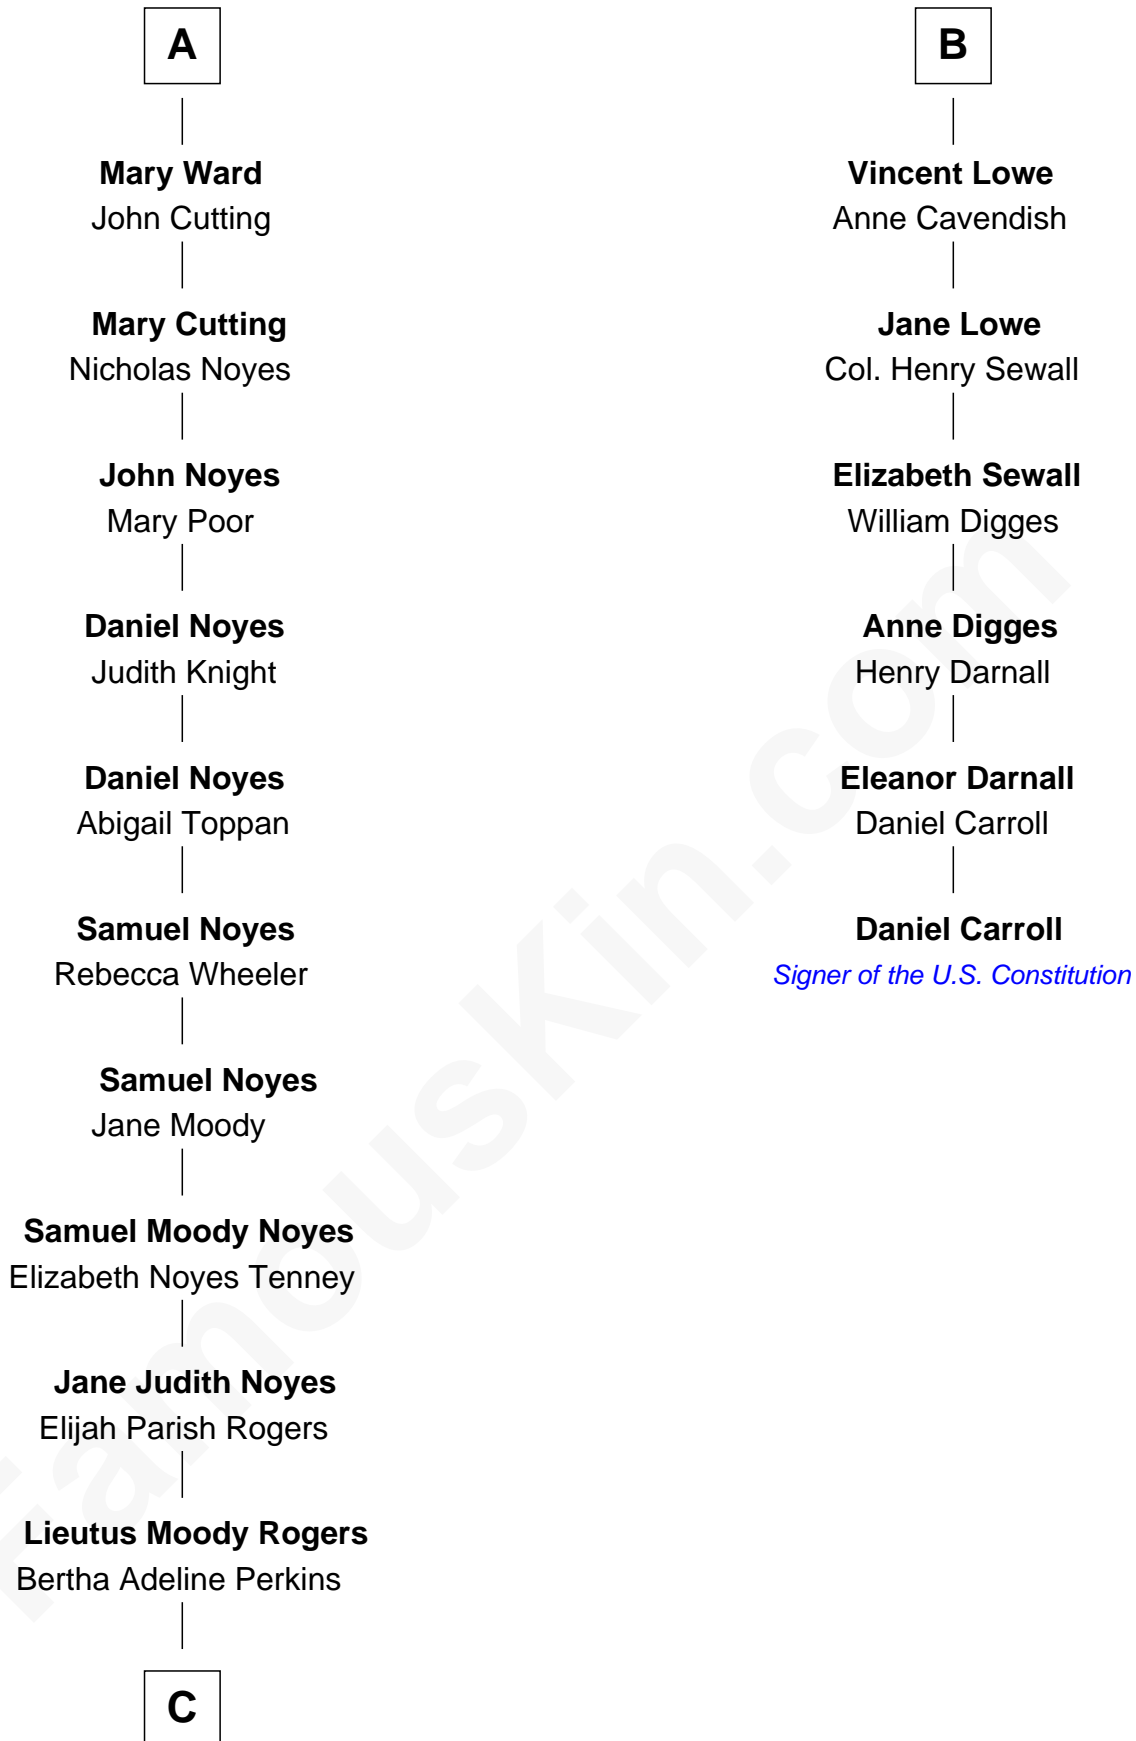 A
Mary Ward
John Cutting
Mary Cutting
Nicholas Noyes
John Noyes
Mary Poor
Daniel Noyes
Judith Knight
Daniel Noyes
Abigail Toppan
Samuel Noyes
Rebecca Wheeler
Samuel Noyes
Jane Moody
Samuel Moody Noyes
Elizabeth Noyes Tenney
Jane Judith Noyes
Elijah Parish Rogers
Lieutus Moody Rogers
Bertha Adeline Perkins
C
B
Vincent Lowe
Anne Cavendish
Jane Lowe
Col. Henry Sewall
Elizabeth Sewall
William Digges
Anne Digges
Henry Darnall
Eleanor Darnall
Daniel Carroll
Daniel Carroll
Signer of the U.S. Constitution
FamousKin.com